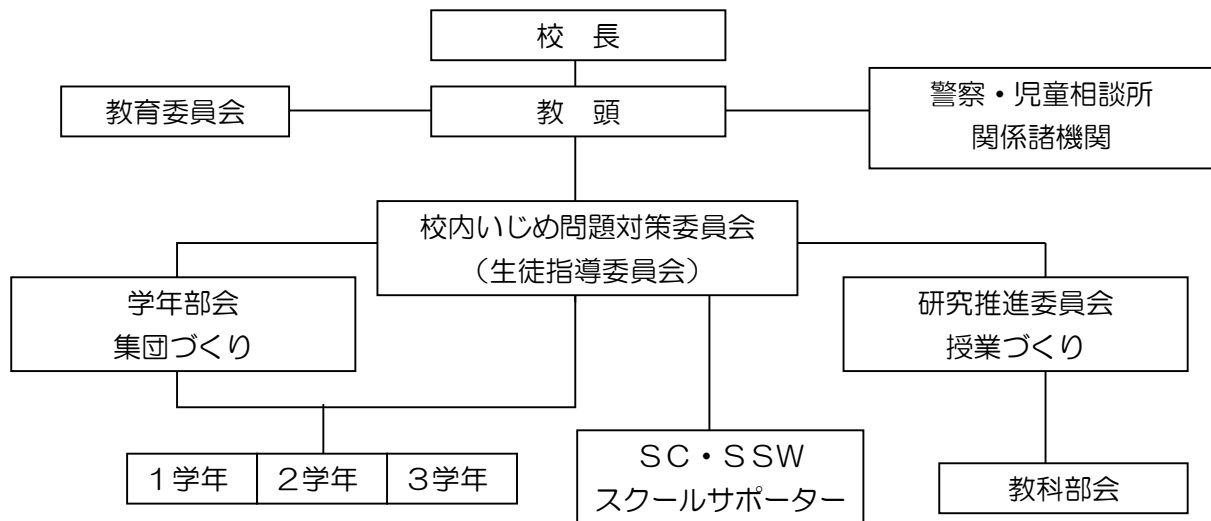 校　長
教育委員会
教　頭
警察・児童相談所
関係諸機関
校内いじめ問題対策委員会
（生徒指導委員会）
学年部会
集団づくり
研究推進委員会
授業づくり
１学年
２学年
３学年
ＳＣ・ＳＳＷ
スクールサポーター
教科部会